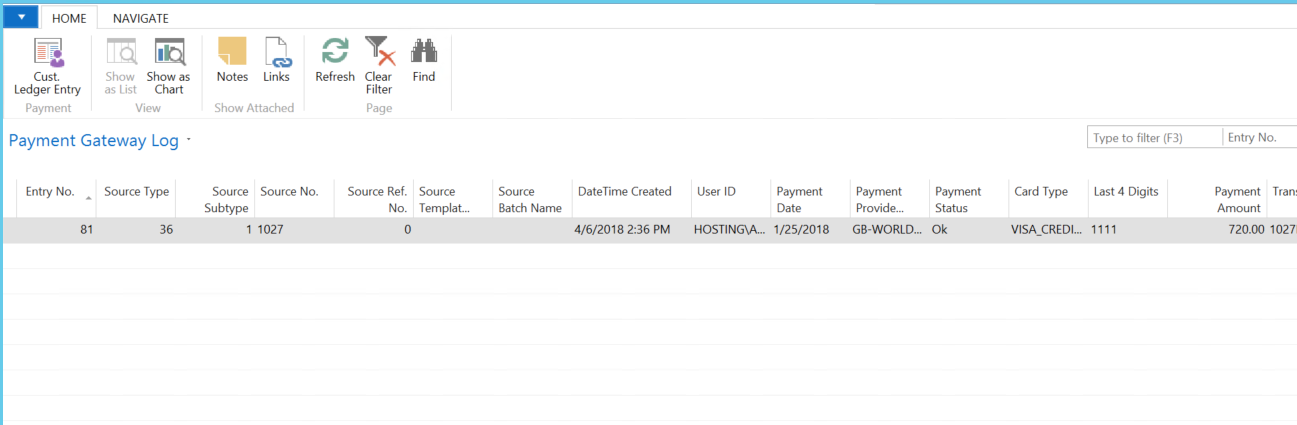 HOME NAVIGATE
Cust. Ledger Entry Show as List Show as Chart Notes Links Refresh Clear Filter Find
Payment View Show Attached Page
Payment Gateway Log Type to filter (F3) Entry No.
Entry No. Source Type Source Subtype Source No. Source Ref. No. Source Templat... Source Batch Name DateTime Created User ID Payment Date Payment Provide... Payment Status Card Type Last 4 Digits Payment Amount Trans
81 36 1 1027 0 4/6/2018 2:36 PM HOSTING\A... 1/25/2018 GB-WORLD... Ok VISA_CREDI... 1111 720.00 1027